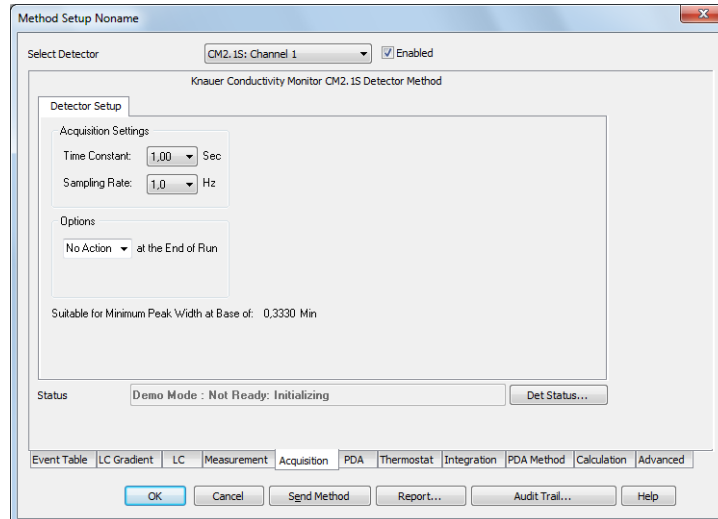 Method Setup Noname
x
Select Detector CM2.1S: Channel 1 Enabled
Knauer Conductivity Monitor CM2.1S Detector Method
Detector Setup
Acquisition Settings
Time Constant: 1,00 Sec
Sampling Rate: 1,0 Hz
Options
No Action at the End of Run
Suitable for Minimum Peak Width at Base of: 0,3330 Min
Status Demo Mode : Not Ready: Initializing Det Status...
Event Table LC Gradient LC Measurement Acquisition PDA Thermostat Integration PDA Method Calculation Advanced
OK Cancel Send Method Report... Audit Trail... Help